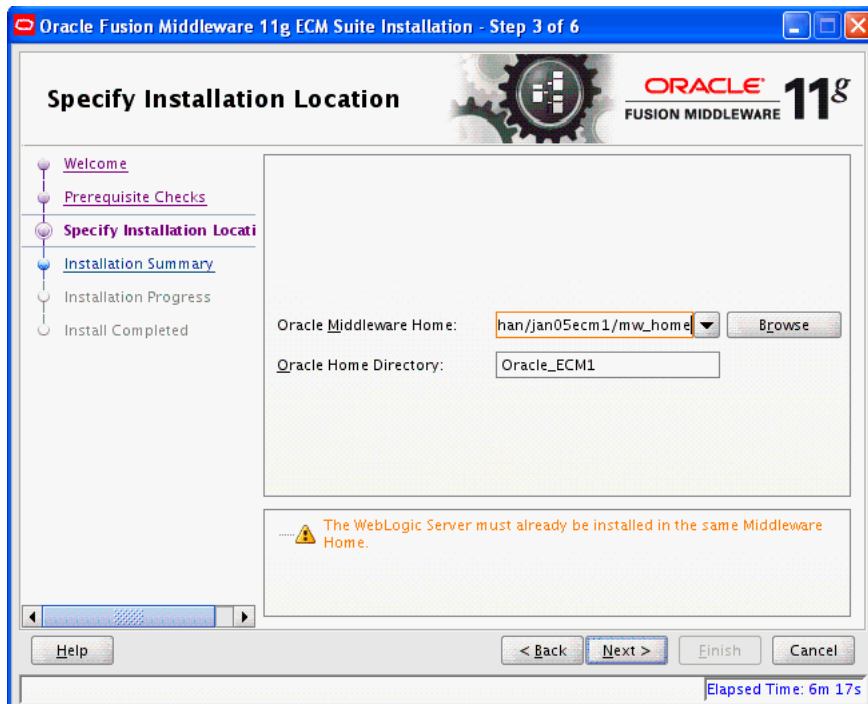 Oracle Fusion Middleware 11g ECM Suite Installation - Step 3 of 6
Specify Installation Location
ORACLE
FUSION MIDDLEWARE 11g
Welcome
Prerequisite Checks
Specify Installation Locati
Installation Summary
Installation Progress
Install Completed
Oracle Middleware Home: han/jan05ecm1/mw_home Browse
Oracle Home Directory: Oracle_ECM1
The WebLogic Server must already be installed in the same Middleware
Home.
Help < Back Next > Finish Cancel
Elapsed Time: 6m 17s